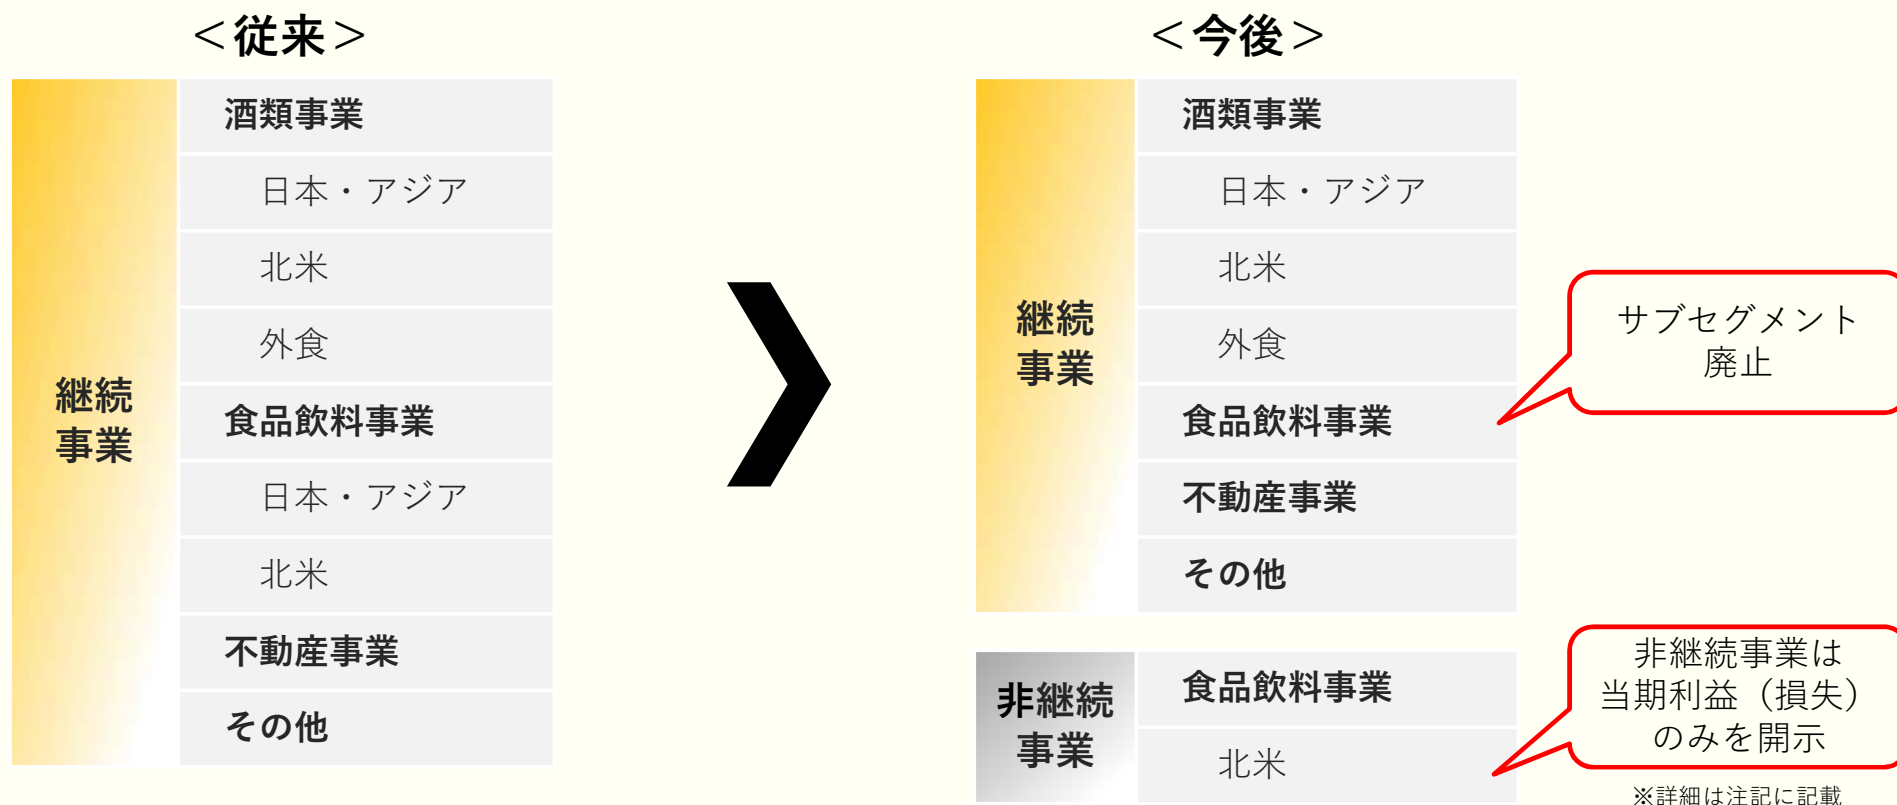 ＜従来＞
継続
事業
酒類事業
日本・アジア
北米
外食
食品飲料事業
日本・アジア
北米
不動産事業
その他
＜今後＞
継続
事業
酒類事業
日本・アジア
北米
外食
食品飲料事業
不動産事業
その他
サブセグメント
廃止
非継続
事業
食品飲料事業
北米
非継続事業は
当期利益（損失）
のみを開示
※詳細は注記に記載